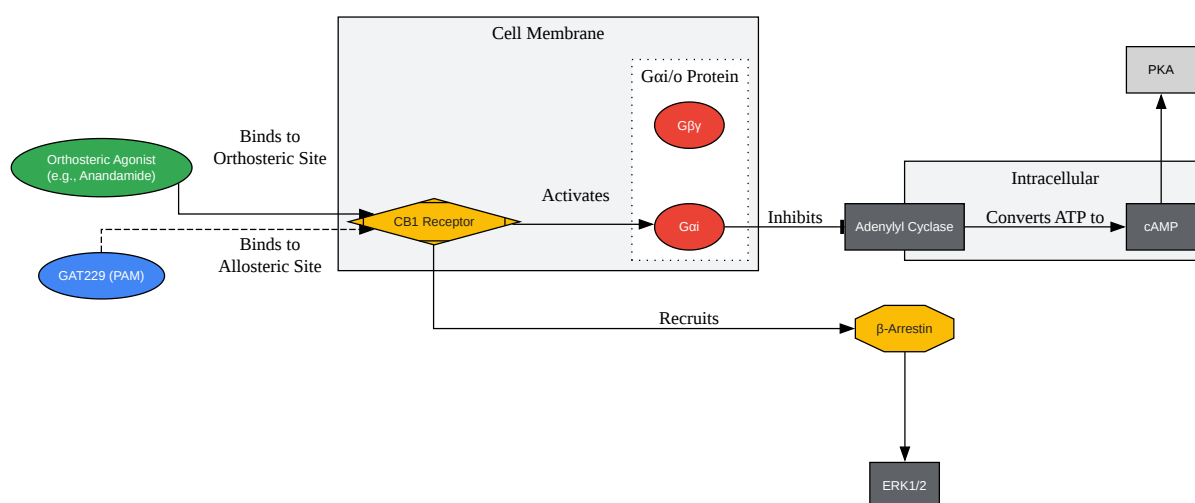 Cell Membrane
Gαi/o Protein
PKA
Gβγ
Binds to
Orthosteric Site
Orthosteric Agonist
(e.g., Anandamide)
Intracellular
Activates
CB1 Receptor
Gαi
Inhibits
Adenylyl Cyclase
Converts ATP to
cAMP
Binds to
Allosteric Site
GAT229 (PAM)
Recruits
β-Arrestin
ERK1/2